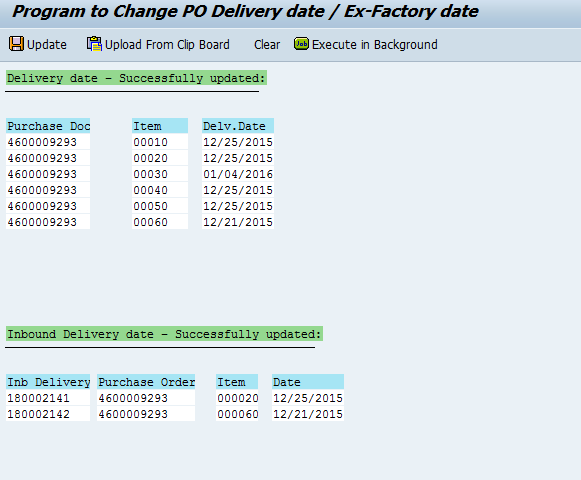 Program to Change PO Delivery date / Ex-Factory date
Update Upload From Clip Board Clear Job Execute in Background
Delivery date - Successfully updated:
Purchase Doc Item Delv.Date
4600009293 00010 12/25/2015
4600009293 00020 12/25/2015
4600009293 00030 01/04/2016
4600009293 00040 12/25/2015
4600009293 00050 12/25/2015
4600009293 00060 12/21/2015
Inbound Delivery date - Successfully updated:
Inb Delivery Purchase Order Item Date
180002141 4600009293 000020 12/25/2015
180002142 4600009293 000060 12/21/2015